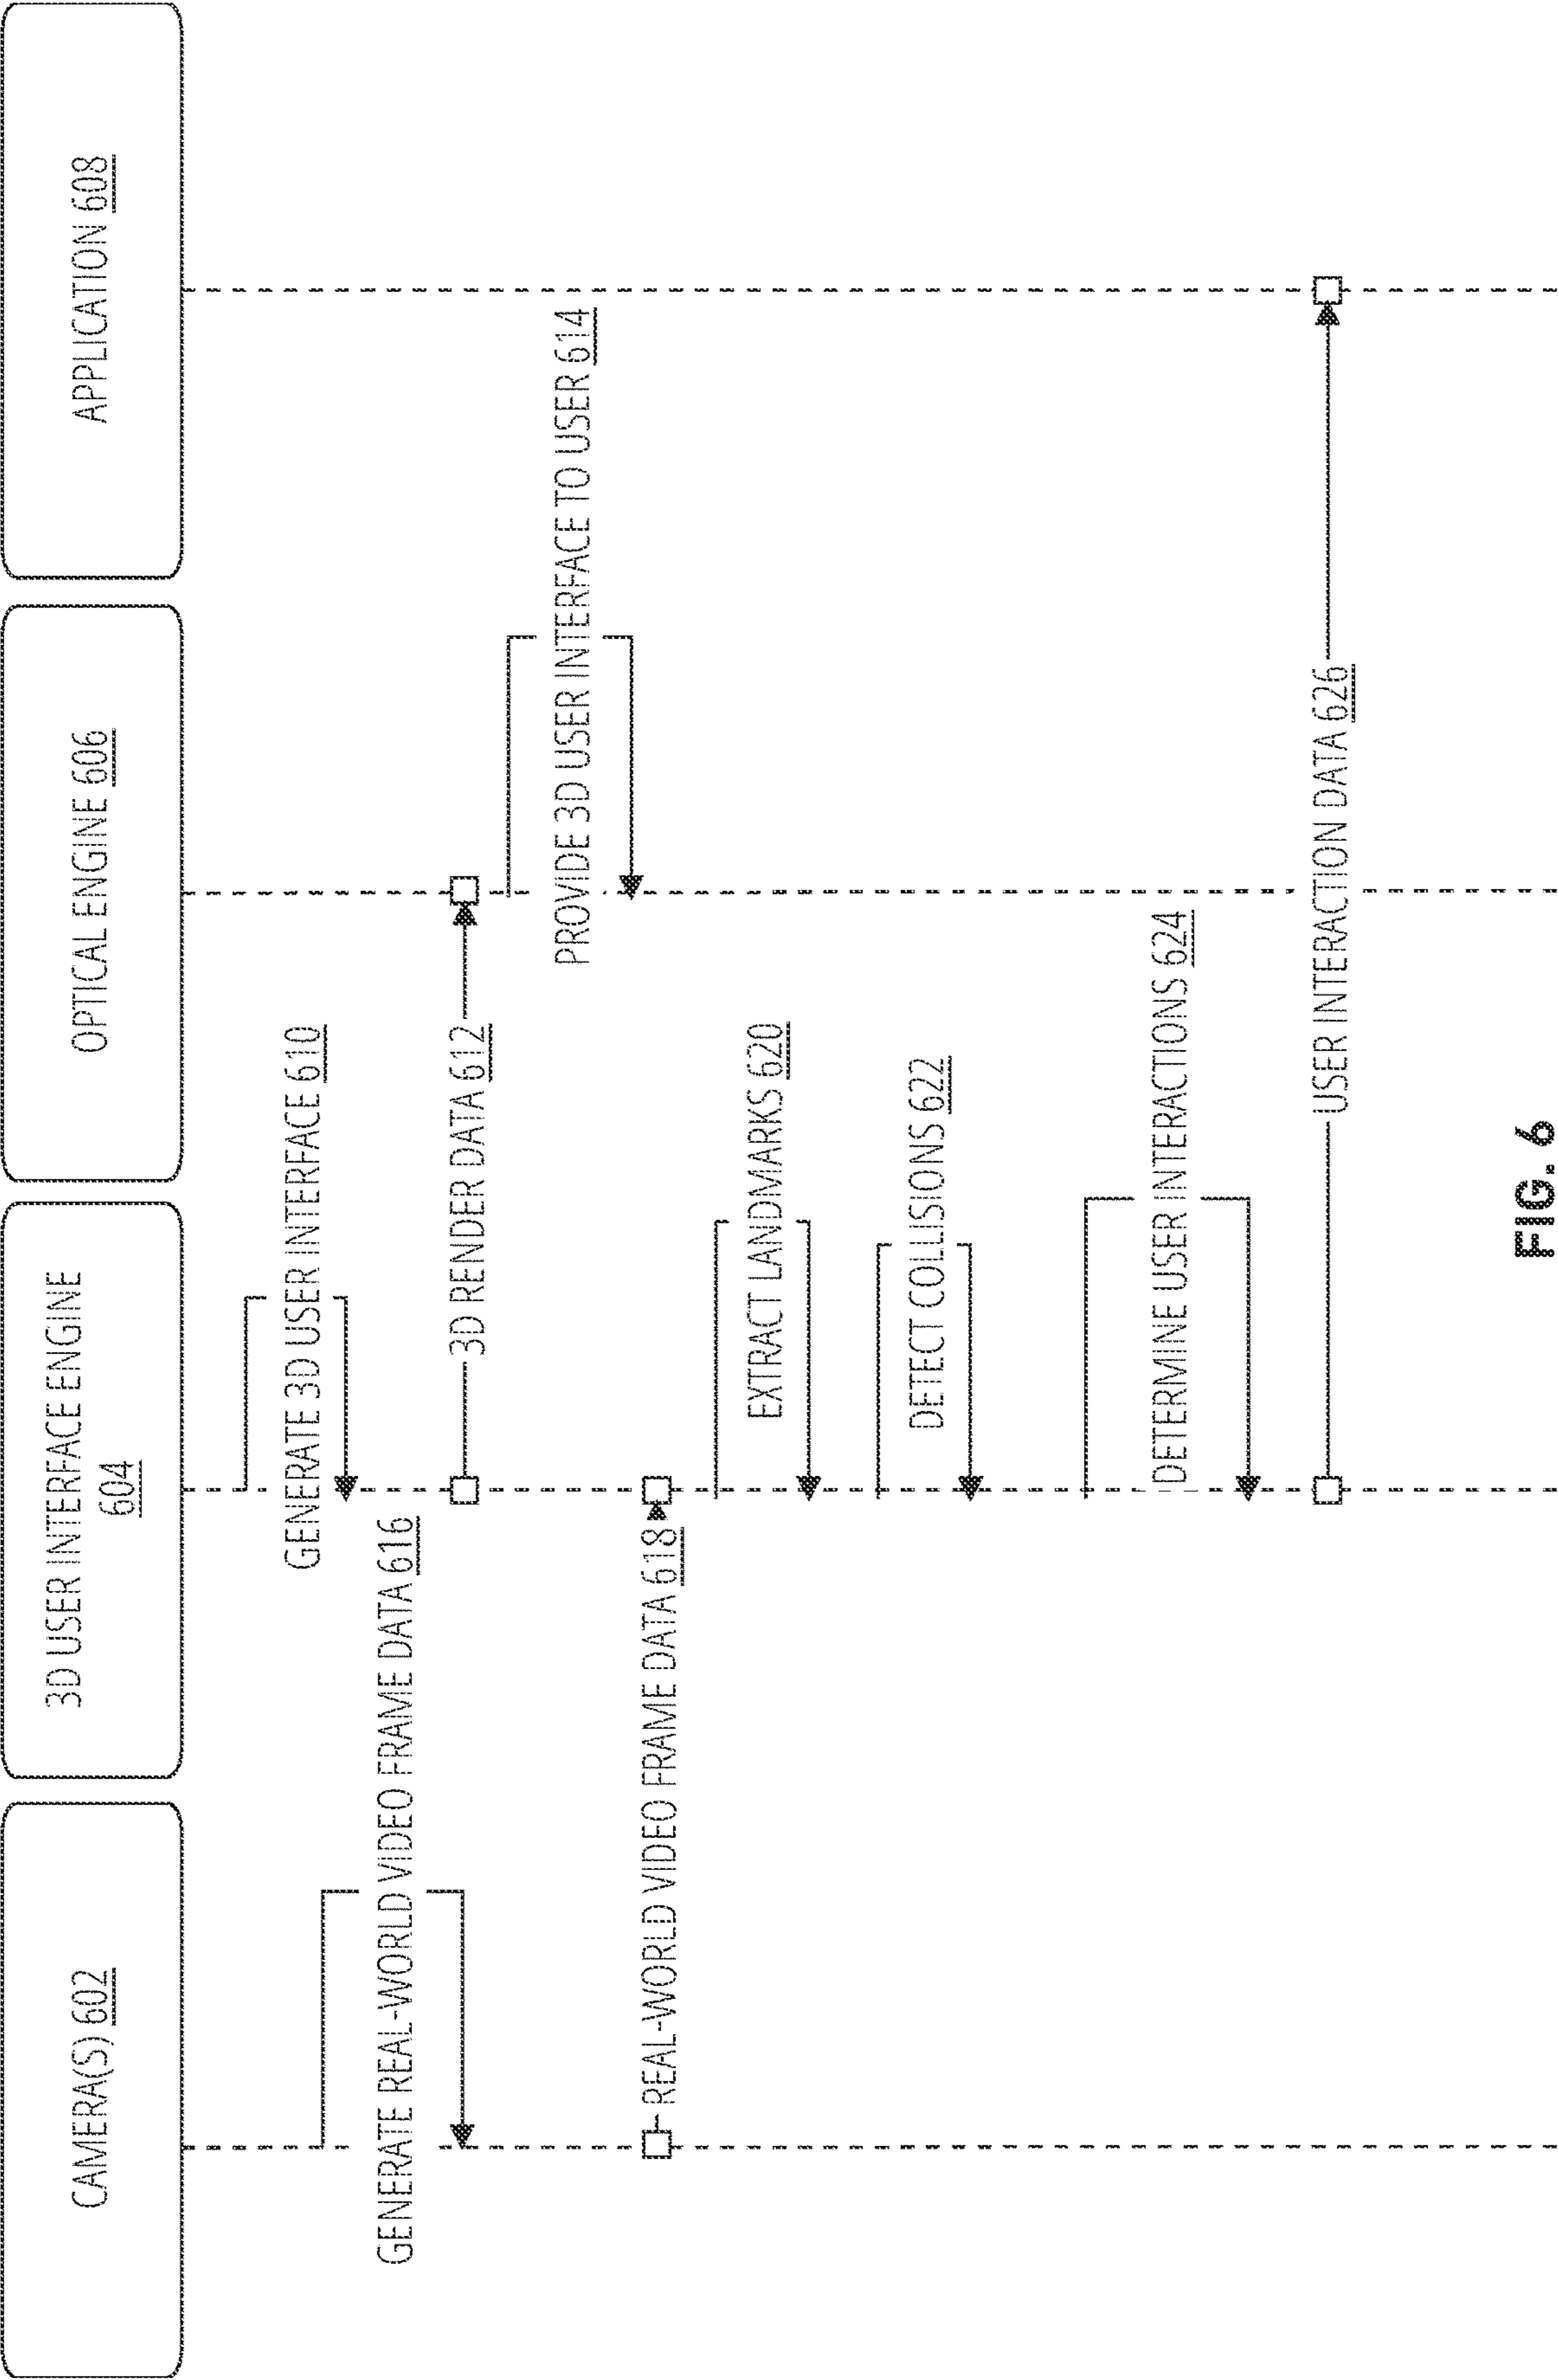 CAMERA(S) 602
3D USER INTERFACE ENGINE
604
OPTICAL ENGINE 606
APPLICATION 608
GENERATE 3D USER INTERFACE 610
GENERATE REAL-WORLD VIDEO FRAME DATA 616
3D RENDER DATA 612
PROVIDE 3D USER INTERFACE TO USER 614
REAL-WORLD VIDEO FRAME DATA 618
EXTRACT LANDMARKS 620
DETECT COLLISIONS 622
DETERMINE USER INTERACTIONS 624
USER INTERACTION DATA 626
FIG. 6